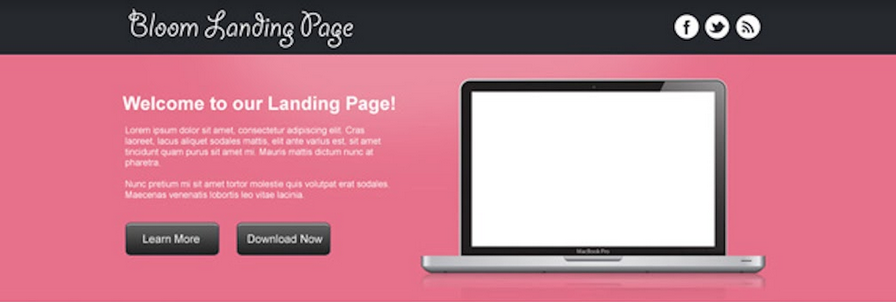 Bloom Landing Page
Welcome to our Landing Page!
Lorem ipsum dolor sit amet, consectetur adipiscing elit. Cras
laoreet, lacus aliquet sodales mattis, elit ante varius est, sit amet
tincidunt quam purus sit amet mi. Mauris mattis dictum nunc at
pharetra.
Nunc pretium mi sit amet tortor molestie quis volutpat erat sodales.
Maecenas venenatis lobortis leo vitae lacinia.
Learn More
Download Now
MacBook Pro